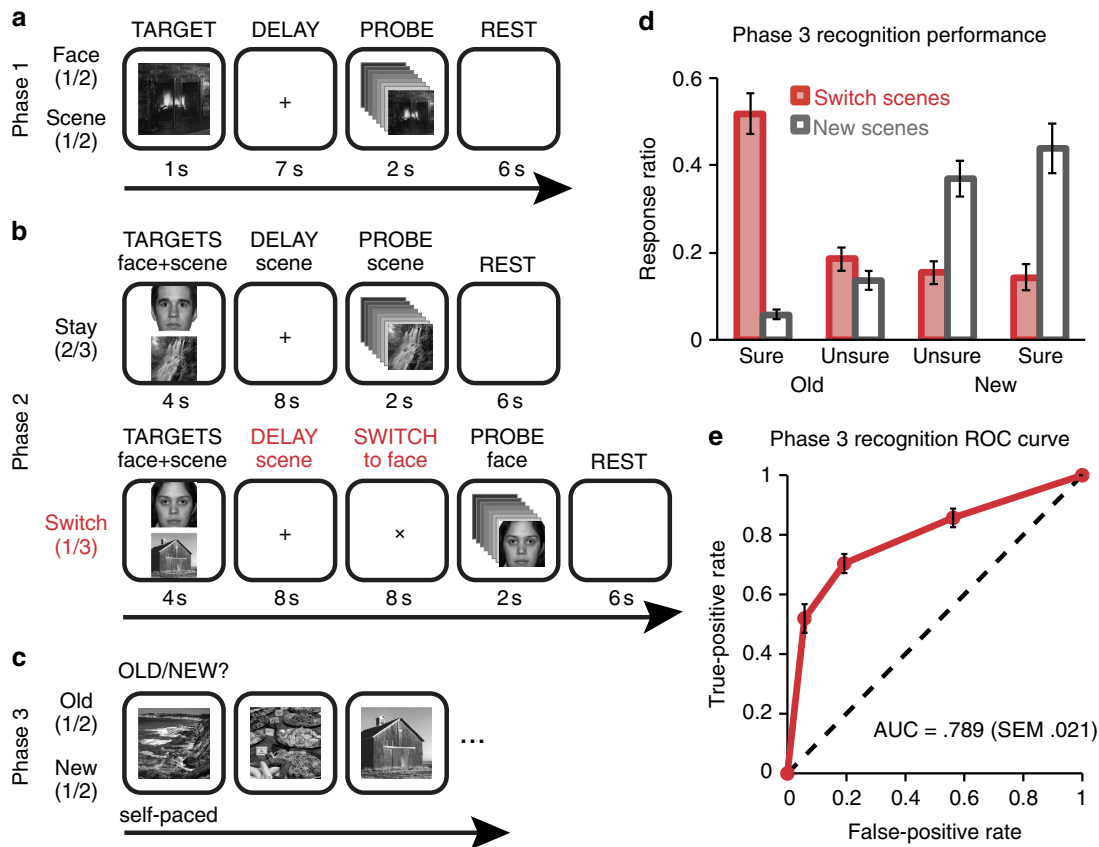 a
TARGET DELAY PROBE REST
Phase 1
Face
(1/2)
Scene
(1/2)
+
1 s 7 s 2 s 6 s
b
Phase 2
TARGETS DELAY PROBE
face+scene scene scene REST
Stay
(2/3)
+
4 s 8 s 2 s 6 s
TARGETS DELAY SWITCH PROBE
face+scene scene to face face REST
Switch
(1/3)
+ ×
4 s 8 s 8 s 2 s 6 s
c
Phase 3
OLD/NEW?
Old
(1/2)
New
(1/2)
...
self-paced
d
Phase 3 recognition performance
Response ratio
0.6
0.4
0.2
0
Switch scenes
New scenes
Sure Unsure Unsure Sure
Old New
e
Phase 3 recognition ROC curve
True-positive rate
1
0.8
0.6
0.4
0.2
0
AUC = .789 (SEM .021)
0 0.2 0.4 0.6 0.8 1
False-positive rate